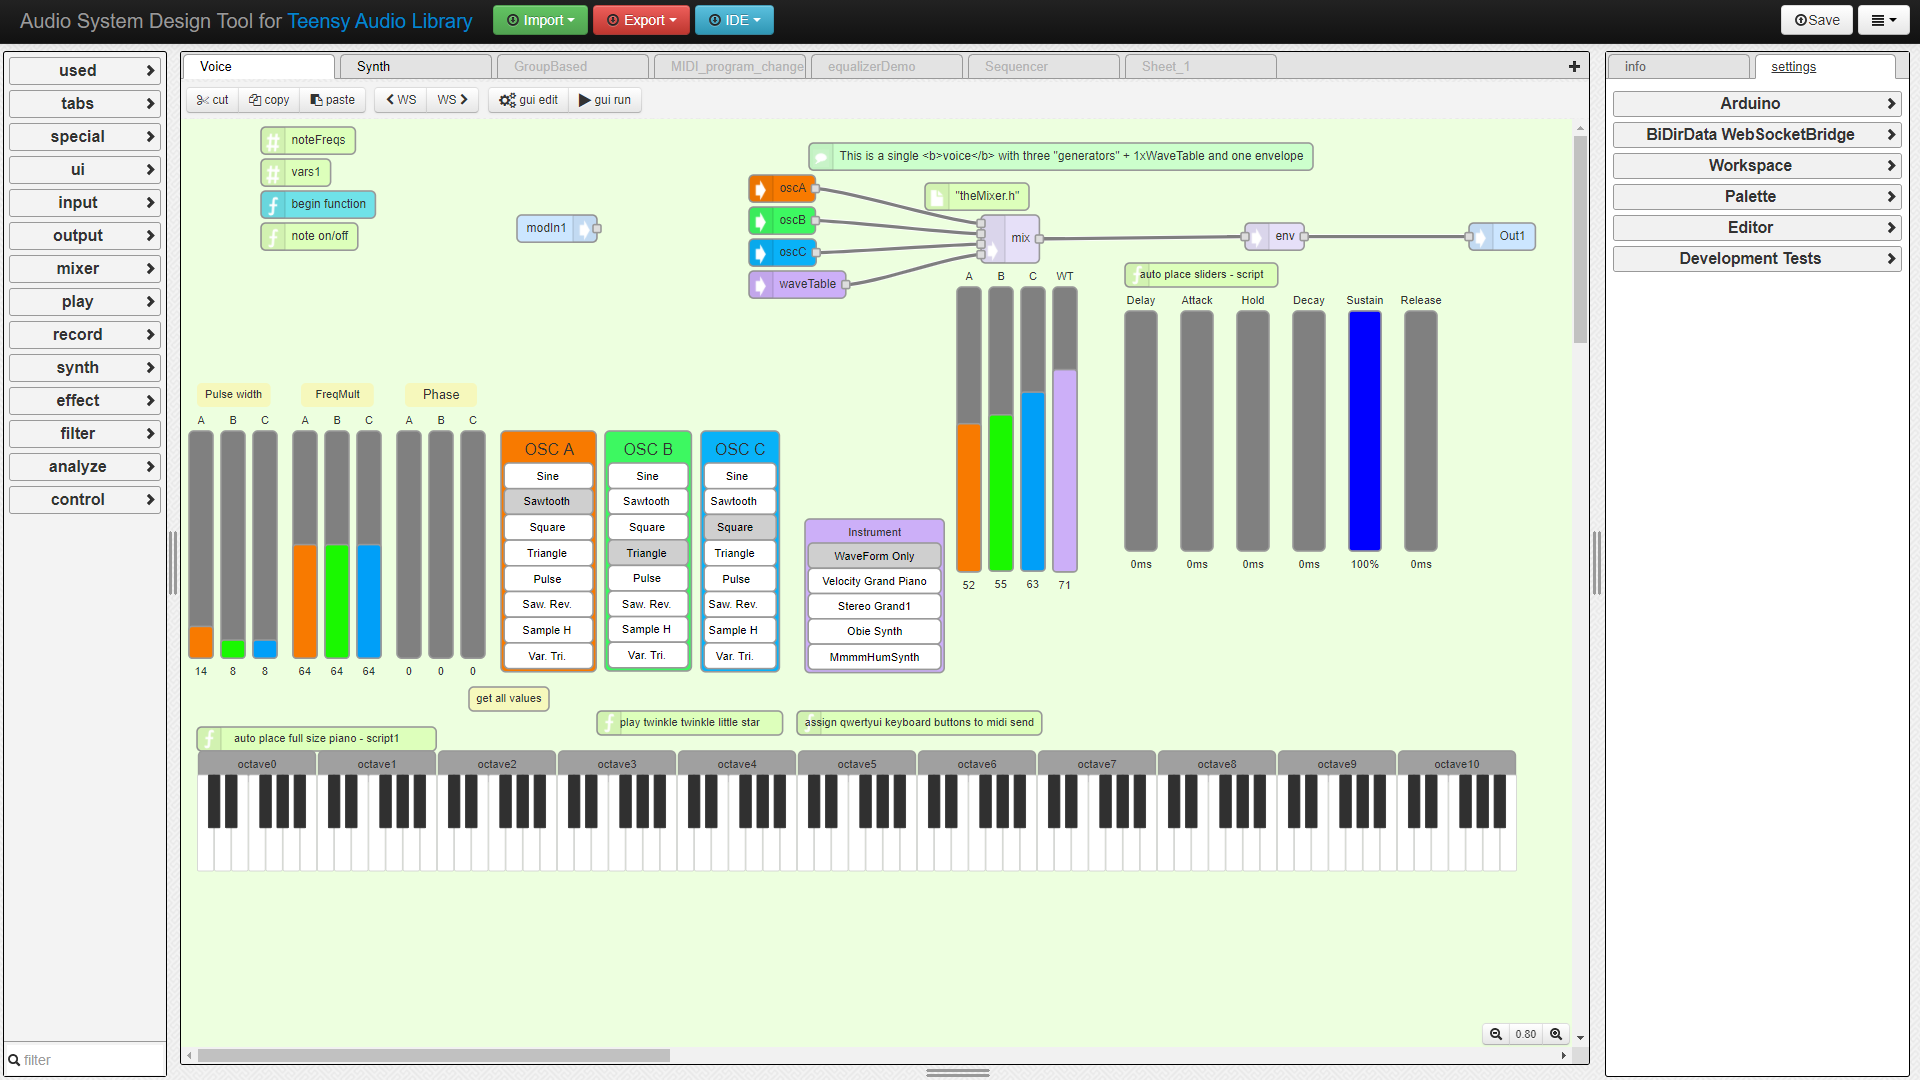 Audio System Design Tool for Teensy Audio Library
Import
Export
IDE
Save
used
tabs
special
ui
input
output
mixer
play
record
synth
effect
filter
analyze
control
filter
Voice
Synth
GroupBased
MIDI_program_change
equalizerDemo
Sequencer
Sheet_1
cut
copy
paste
WS
WS
gui edit
gui run
noteFreqs
vars1
begin function
note on/off
modIn1
This is a single <b>voice</b> with three "generators" + 1xWaveTable and one envelope
oscA
oscB
oscC
waveTable
"theMixer.h"
mix
env
Out1
auto place sliders - script
A B C WT
52 55 63 71
Delay Attack Hold Decay Sustain Release
0ms 0ms 0ms 0ms 100% 0ms
Pulse width
A B C
14 8 8
FreqMult
A B C
64 64 64
Phase
A B C
0 0 0
OSC A
Sine
Sawtooth
Square
Triangle
Pulse
Saw. Rev.
Sample H
Var. Tri.
OSC B
Sine
Sawtooth
Square
Triangle
Pulse
Saw. Rev.
Sample H
Var. Tri.
OSC C
Sine
Sawtooth
Square
Triangle
Pulse
Saw. Rev.
Sample H
Var. Tri.
Instrument
WaveForm Only
Velocity Grand Piano
Stereo Grand1
Obie Synth
MmmmHumSynth
get all values
play twinkle twinkle little star
assign qwertyui keyboard buttons to midi send
auto place full size piano - script1
octave0 octave1 octave2 octave3 octave4 octave5 octave6 octave7 octave8 octave9 octave10
0.80
info
settings
Arduino
BiDirData WebSocketBridge
Workspace
Palette
Editor
Development Tests